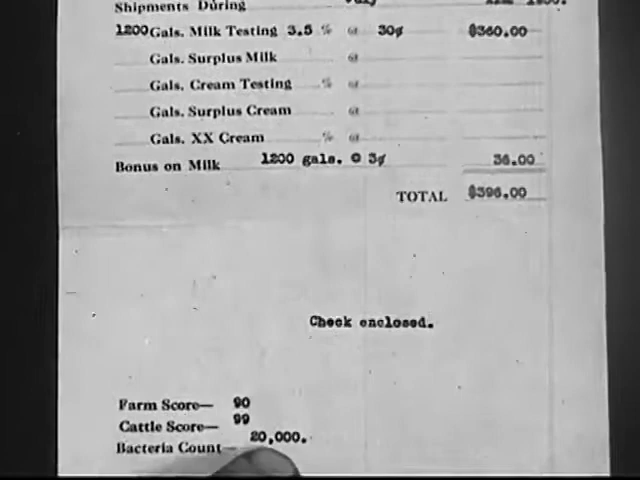 Shipments During
1200 Gals. Milk Testing 3.5 % @ 30¢ $360.00
Gals. Surplus Milk @
Gals. Cream Testing % @
Gals. Surplus Cream @
Gals. XX Cream % @
Bonus on Milk 1200 gals. @ 3¢ 36.00
TOTAL $396.00
Check enclosed.
Farm Score— 90
Cattle Score— 99
Bacteria Count— 20,000.